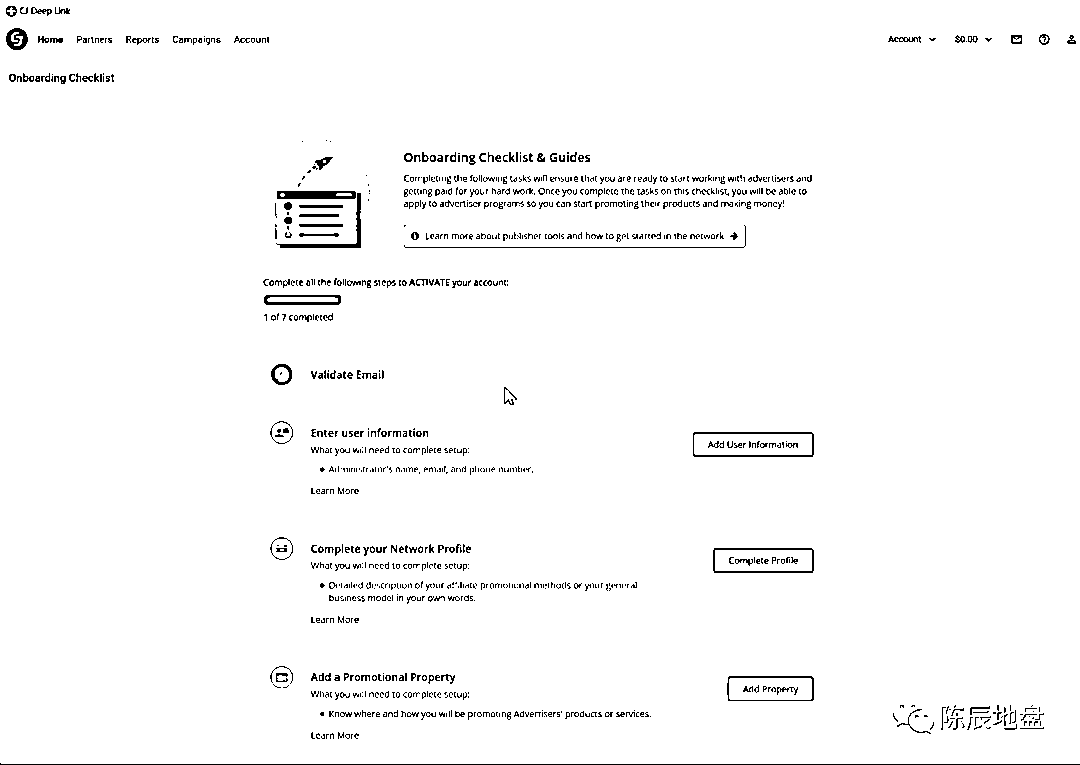 CJ Deep Link
Home Partners Reports Campaigns Account Account $0.00
Onboarding Checklist
Onboarding Checklist & Guides
Completing the following tasks will ensure that you are ready to start working with advertisers and
getting paid for your hard work. Once you complete the tasks on this checklist, you will be able to
apply to advertiser programs so you can start promoting their products and making money!
Learn more about publisher tools and how to get started in the network
Complete all the following steps to ACTIVATE your account:
1 of 7 completed
Validate Email
Enter user information
What you will need to complete setup:
Add User Information
• Administrator's name, email, and phone number.
Learn More
Complete your Network Profile
What you will need to complete setup:
Complete Profile
• Detailed description of your affiliate promotional methods or your general
business model in your own words.
Learn More
Add a Promotional Property
What you will need to complete setup:
Add Property
• Know where and how you will be promoting Advertisers' products or services.
Learn More
陈辰地盘